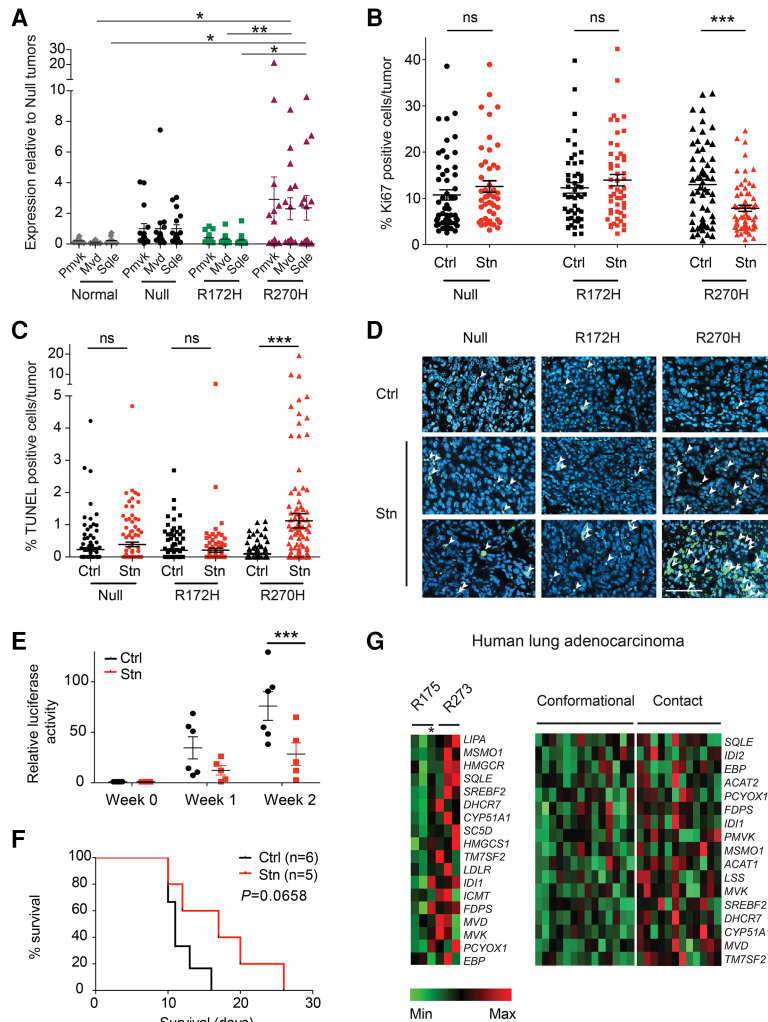 A
Expression relative to Null tumors
30
20
10
8
6
4
2
0
* ** * *
Pmvk Mvd Sqle Pmvk Mvd Sqle Pmvk Mvd Sqle Pmvk Mvd Sqle
Normal Null R172H R270H
B
% Ki67 positive cells/tumor
40
30
20
10
0
ns ns ***
Ctrl Stn Ctrl Stn Ctrl Stn
Null R172H R270H
C
% TUNEL positive cells/tumor
20
10
5
4
3
2
1
0
ns ns ***
Ctrl Stn Ctrl Stn Ctrl Stn
Null R172H R270H
D
Null R172H R270H
Ctrl
Stn
E
Relative luciferase activity
100
50
0
Ctrl
Stn
***
Week 0 Week 1 Week 2
F
% survival
100
80
60
40
20
0
Ctrl (n=6)
Stn (n=5)
P=0.0658
0 10 20 30
Survival (days)
G
Human lung adenocarcinoma
R175 R273
*
LIPA
MSMO1
HMGCR
SQLE
SREBF2
DHCR7
CYP51A1
SC5D
HMGCS1
TM7SF2
LDLR
IDI1
ICMT
FDPS
MVD
MVK
PCYOX1
EBP
Conformational Contact
SQLE
IDI2
EBP
ACAT2
PCYOX1
FDPS
IDI1
PMVK
MSMO1
ACAT1
LSS
MVK
SREBF2
DHCR7
CYP51A1
MVD
TM7SF2
Min Max